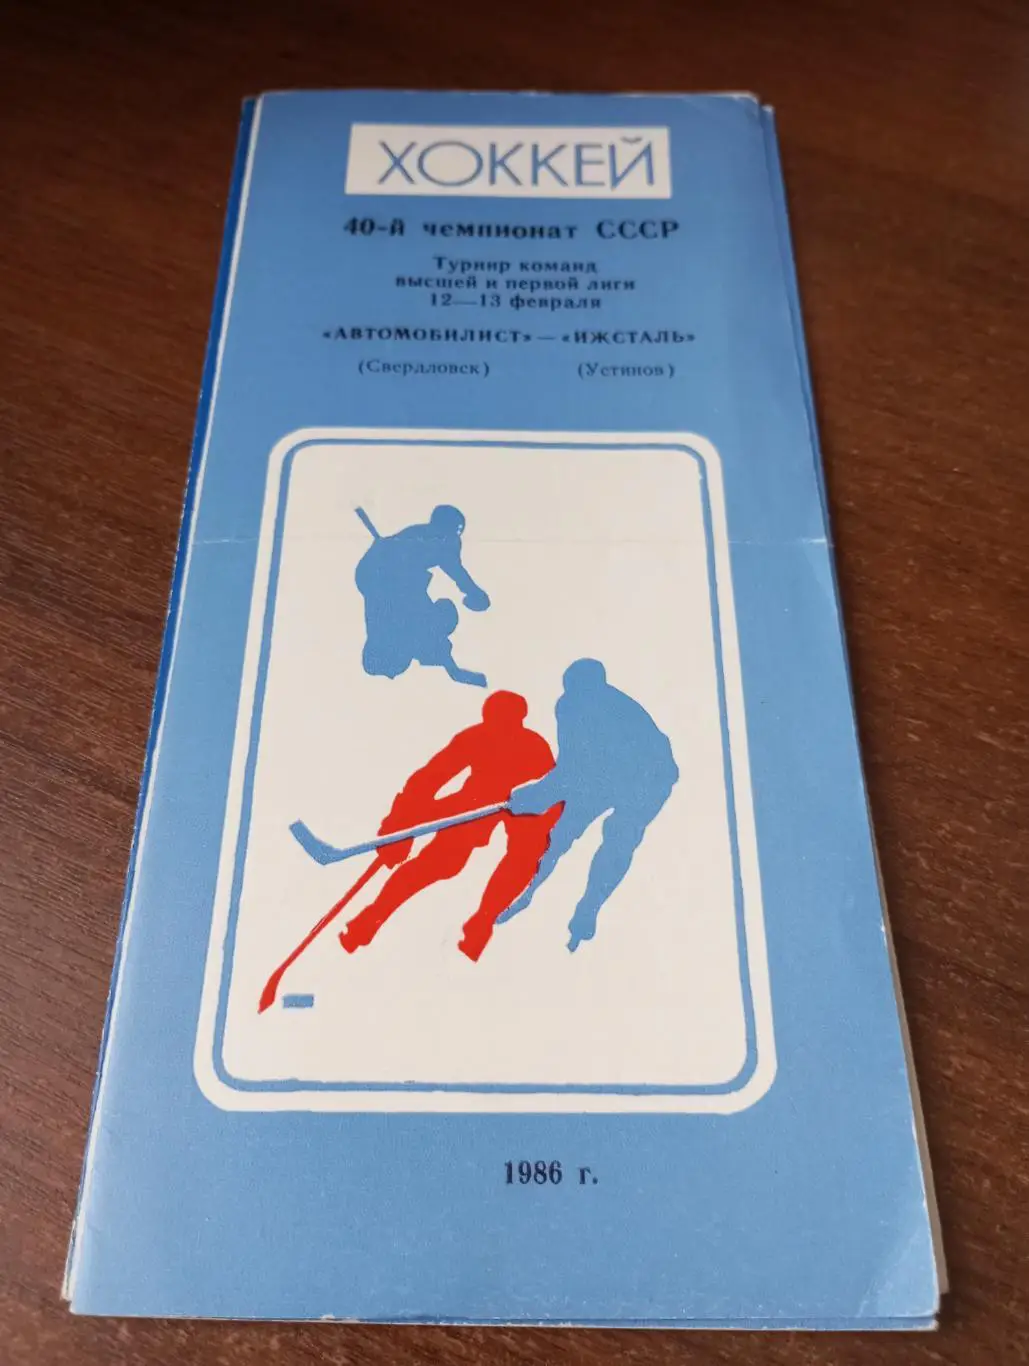 ХОККЕЙ
40-й чемпионат СССР
Турнир команд
высшей и первой лиги
12—13 февраля
«АВТОМОБИЛИСТ» — «ИЖСТАЛЬ»
(Свердловск) (Устинов)
1986 г.